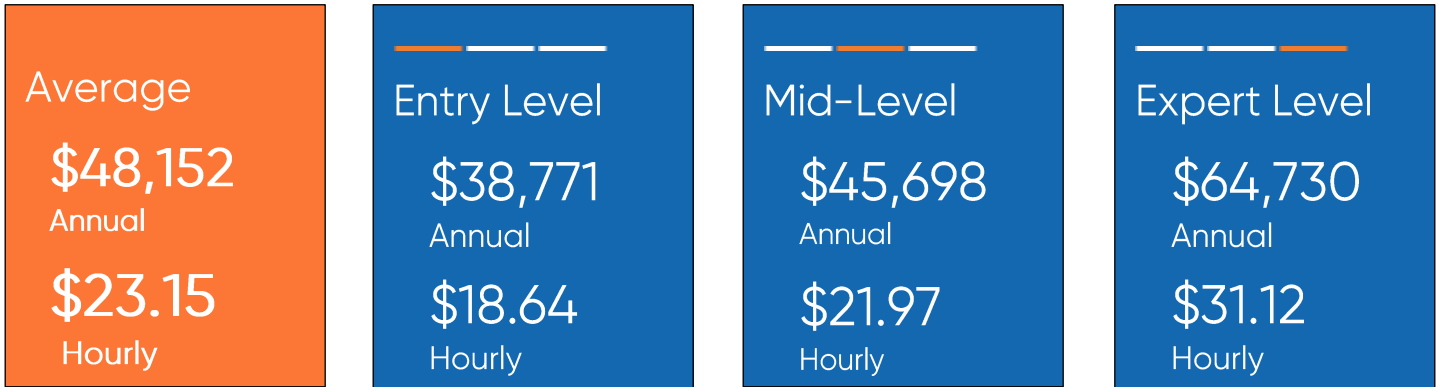 Average
$48,152
Annual
$23.15
Hourly
Entry Level
$38,771
Annual
$18.64
Hourly
Mid-Level
$45,698
Annual
$21.97
Hourly
Expert Level
$64,730
Annual
$31.12
Hourly